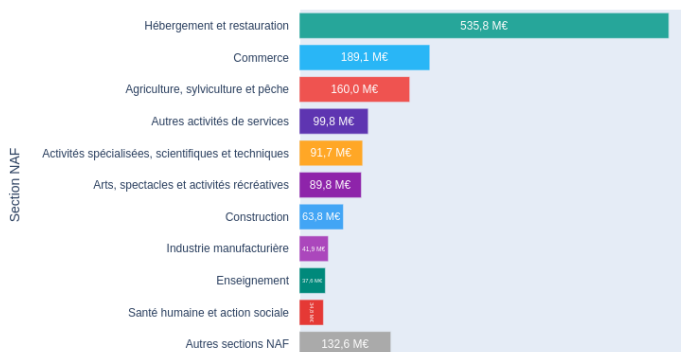 Section NAF
Hébergement et restauration 535,8 M€
Commerce 189,1 M€
Agriculture, sylviculture et pêche 160,0 M€
Autres activités de services 99,8 M€
Activités spécialisées, scientifiques et techniques 91,7 M€
Arts, spectacles et activités récréatives 89,8 M€
Construction 63,8 M€
Industrie manufacturière 41,9 M€
Enseignement
Santé humaine et action sociale
Autres sections NAF 132,6 M€